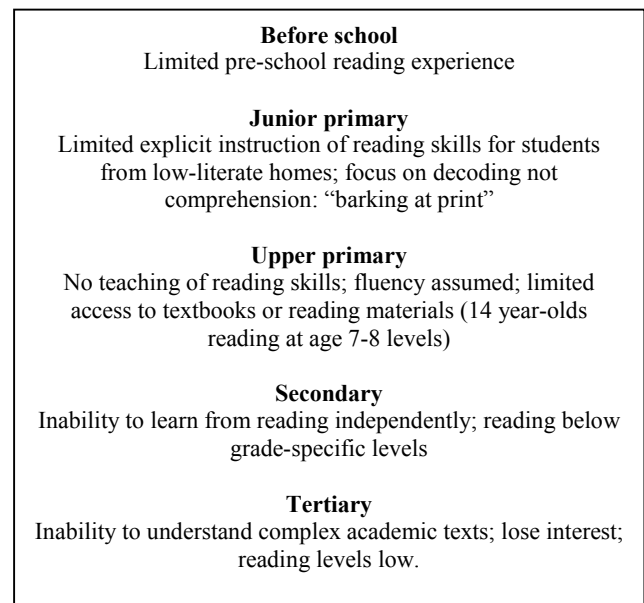 Before school
Limited pre-school reading experience
Junior primary
Limited explicit instruction of reading skills for students
from low-literate homes; focus on decoding not
comprehension: “barking at print”
Upper primary
No teaching of reading skills; fluency assumed; limited
access to textbooks or reading materials (14 year-olds
reading at age 7-8 levels)
Secondary
Inability to learn from reading independently; reading below
grade-specific levels
Tertiary
Inability to understand complex academic texts; lose interest;
reading levels low.